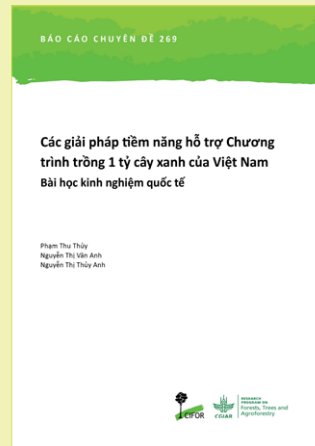 BÁO CÁO CHUYÊN ĐỀ 269
Các giải pháp tiềm năng hỗ trợ Chương
trình trồng 1 tỷ cây xanh của Việt Nam
Bài học kinh nghiệm quốc tế
Phạm Thu Thủy
Nguyễn Thị Vân Anh
Nguyễn Thị Thùy Anh
CIFOR
CGIAR
RESEARCH
PROGRAM ON
Forests, Trees and
Agroforestry